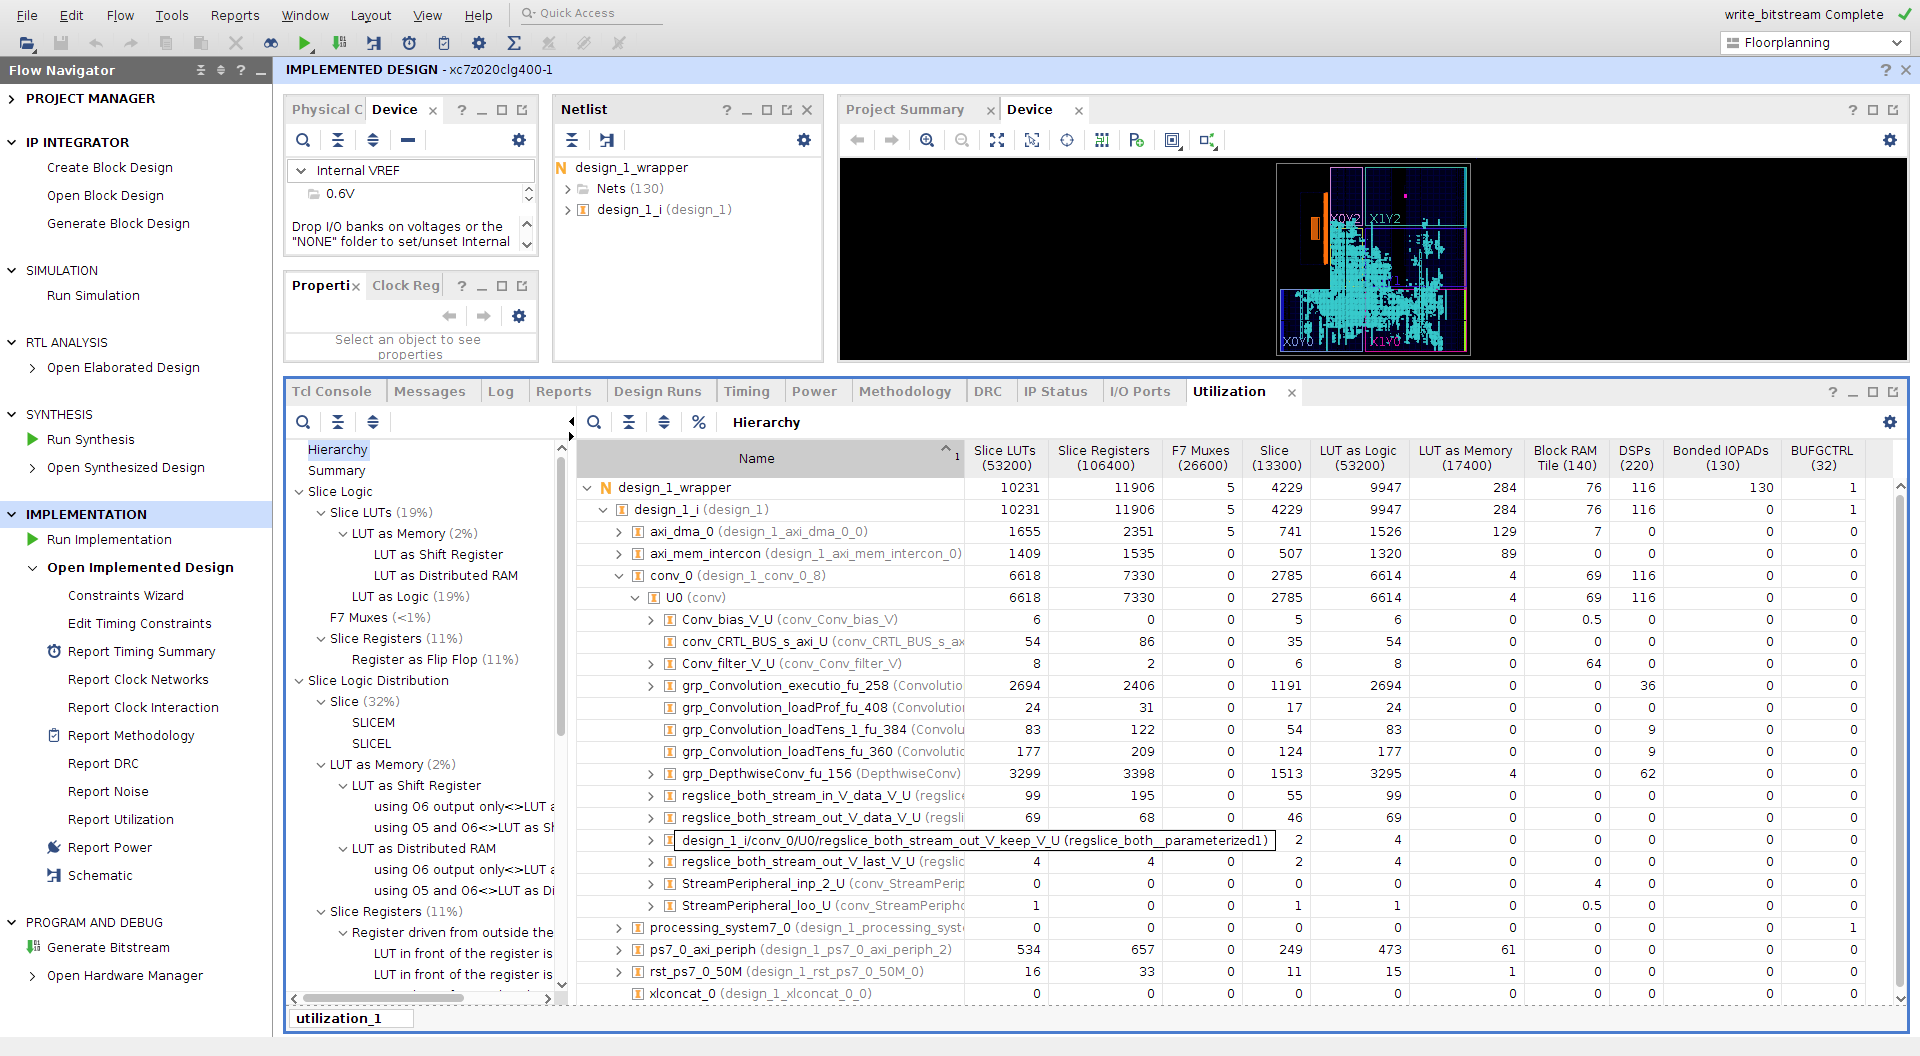 File Edit Flow Tools Reports Window Layout View Help Quick Access
write_bitstream Complete
Floorplanning
Flow Navigator
PROJECT MANAGER
IP INTEGRATOR
Create Block Design
Open Block Design
Generate Block Design
SIMULATION
Run Simulation
RTL ANALYSIS
Open Elaborated Design
SYNTHESIS
Run Synthesis
Open Synthesized Design
IMPLEMENTATION
Run Implementation
Open Implemented Design
Constraints Wizard
Edit Timing Constraints
Report Timing Summary
Report Clock Networks
Report Clock Interaction
Report Methodology
Report DRC
Report Noise
Report Utilization
Report Power
Schematic
PROGRAM AND DEBUG
Generate Bitstream
Open Hardware Manager
IMPLEMENTED DESIGN - xc7z020clg400-1
Physical C Device
Internal VREF
0.6V
Drop I/O banks on voltages or the
"NONE" folder to set/unset Internal
Properti Clock Reg
Select an object to see
properties
Netlist
design_1_wrapper
Nets (130)
design_1_i (design_1)
Project Summary Device
X0Y2 X1Y2
X0Y0 X1Y0
Tcl Console Messages Log Reports Design Runs Timing Power Methodology DRC IP Status I/O Ports Utilization
Hierarchy
Summary
Slice Logic
Slice LUTs (19%)
LUT as Memory (2%)
LUT as Shift Register
LUT as Distributed RAM
LUT as Logic (19%)
F7 Muxes (<1%)
Slice Registers (11%)
Register as Flip Flop (11%)
Slice Logic Distribution
Slice (32%)
SLICEM
SLICEL
LUT as Memory (2%)
LUT as Shift Register
using O6 output only<>LUT a
using O5 and O6<>LUT as Sh
LUT as Distributed RAM
using O6 output only<>LUT a
using O5 and O6<>LUT as Di
Slice Registers (11%)
Register driven from outside the
LUT in front of the register is
LUT in front of the register is
% Hierarchy
Name 1 Slice LUTs (53200) Slice Registers (106400) F7 Muxes (26600) Slice (13300) LUT as Logic (53200) LUT as Memory (17400) Block RAM Tile (140) DSPs (220) Bonded IOPADs (130) BUFGCTRL (32)
design_1_wrapper 10231 11906 5 4229 9947 284 76 116 130 1
design_1_i (design_1) 10231 11906 5 4229 9947 284 76 116 0 1
axi_dma_0 (design_1_axi_dma_0_0) 1655 2351 5 741 1526 129 7 0 0 0
axi_mem_intercon (design_1_axi_mem_intercon_0) 1409 1535 0 507 1320 89 0 0 0 0
conv_0 (design_1_conv_0_8) 6618 7330 0 2785 6614 4 69 116 0 0
U0 (conv) 6618 7330 0 2785 6614 4 69 116 0 0
Conv_bias_V_U (conv_Conv_bias_V) 6 0 0 5 6 0 0.5 0 0 0
conv_CRTL_BUS_s_axi_U (conv_CRTL_BUS_s_ax 54 86 0 35 54 0 0 0 0 0
Conv_filter_V_U (conv_Conv_filter_V) 8 2 0 6 8 0 64 0 0 0
grp_Convolution_executio_fu_258 (Convolutio 2694 2406 0 1191 2694 0 0 36 0 0
grp_Convolution_loadProf_fu_408 (Convolution 24 31 0 17 24 0 0 0 0 0
grp_Convolution_loadTens_1_fu_384 (Convolu 83 122 0 54 83 0 0 9 0 0
grp_Convolution_loadTens_fu_360 (Convolutio 177 209 0 124 177 0 0 9 0 0
grp_DepthwiseConv_fu_156 (DepthwiseConv) 3299 3398 0 1513 3295 4 0 62 0 0
regslice_both_stream_in_V_data_V_U (regslice 99 195 0 55 99 0 0 0 0 0
regslice_both_stream_out_V_data_V_U (regsli 69 68 0 46 69 0 0 0 0 0
design_1_i/conv_0/U0/regslice_both_stream_out_V_keep_V_U (regslice_both__parameterized1) 2 4 0 0 0 0 0
regslice_both_stream_out_V_last_V_U (regslic 4 4 0 2 4 0 0 0 0 0
StreamPeripheral_inp_2_U (conv_StreamPerip 0 0 0 0 0 0 4 0 0 0
StreamPeripheral_loo_U (conv_StreamPeriph 1 0 0 1 1 0 0.5 0 0 0
processing_system7_0 (design_1_processing_syst 0 0 0 0 0 0 0 0 0 1
ps7_0_axi_periph (design_1_ps7_0_axi_periph_2) 534 657 0 249 473 61 0 0 0 0
rst_ps7_0_50M (design_1_rst_ps7_0_50M_0) 16 33 0 11 15 1 0 0 0 0
xlconcat_0 (design_1_xlconcat_0_0) 0 0 0 0 0 0 0 0 0 0
utilization_1